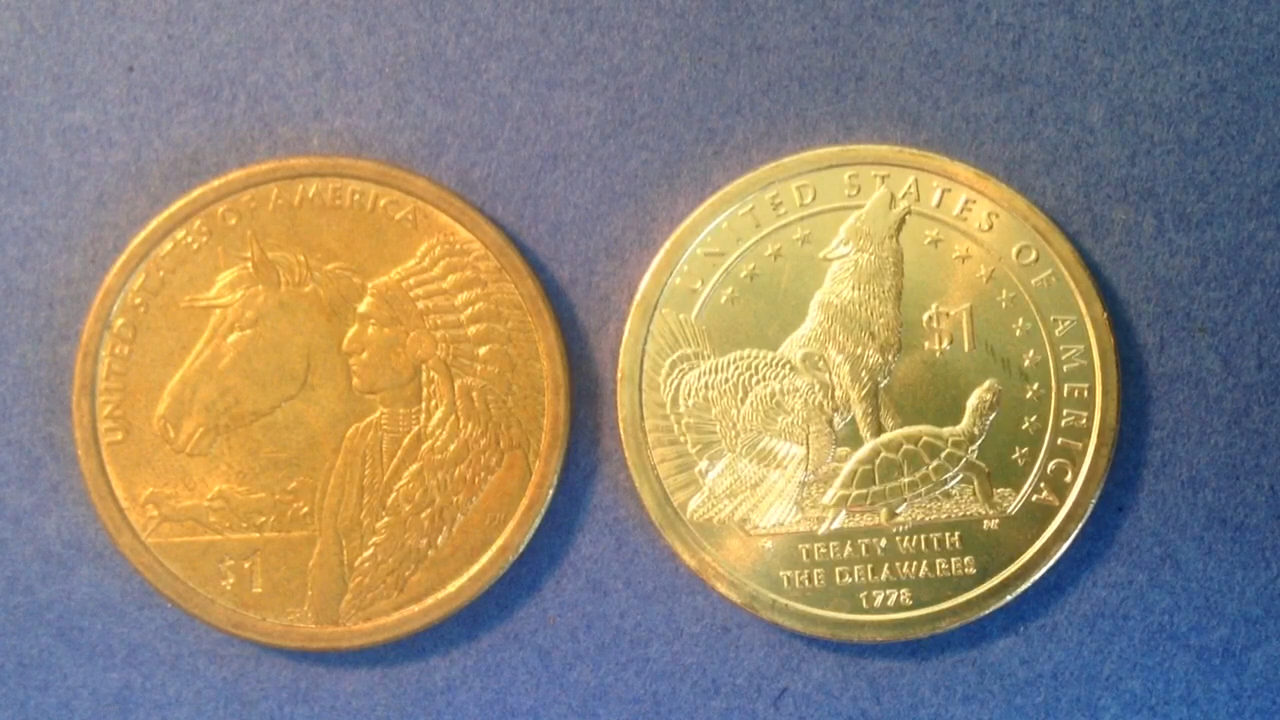 UNITED STATES OF AMERICA
$1
UNITED STATES OF AMERICA
$1
TREATY WITH
THE DELAWARES
1778